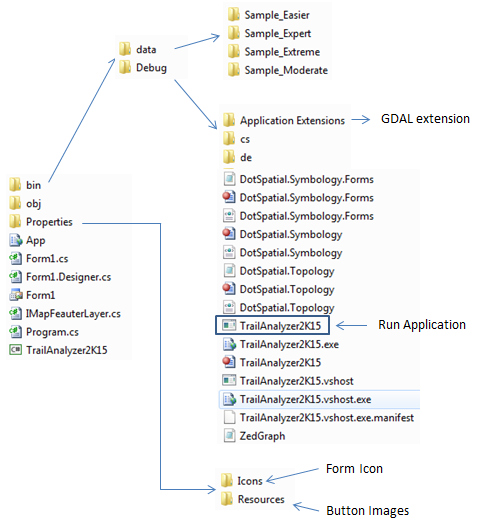 data
Debug
Sample_Easier
Sample_Expert
Sample_Extreme
Sample_Moderate
Application Extensions
GDAL extension
cs
de
DotSpatial.Symbology.Forms
DotSpatial.Symbology.Forms
DotSpatial.Symbology.Forms
DotSpatial.Symbology
DotSpatial.Symbology
DotSpatial.Topology
DotSpatial.Topology
DotSpatial.Topology
TrailAnalyzer2K15
Run Application
TrailAnalyzer2K15.exe
TrailAnalyzer2K15
TrailAnalyzer2K15.vshost
TrailAnalyzer2K15.vshost.exe
TrailAnalyzer2K15.vshost.exe.manifest
ZedGraph
bin
obj
Properties
App
Form1.cs
Form1.Designer.cs
Form1
IMapFeauterLayer.cs
Program.cs
TrailAnalyzer2K15
Icons
Resources
Form Icon
Button Images